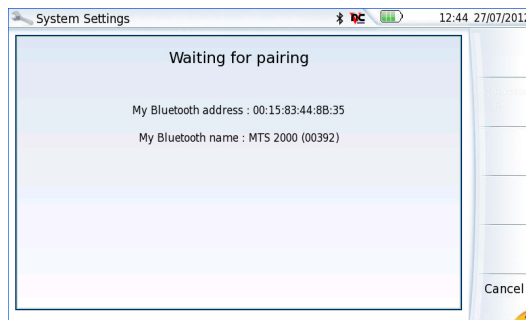 System Settings
12:44 27/07/2012
Waiting for pairing
My Bluetooth address : 00:15:83:44:8B:35
My Bluetooth name : MTS 2000 (00392)
Cancel